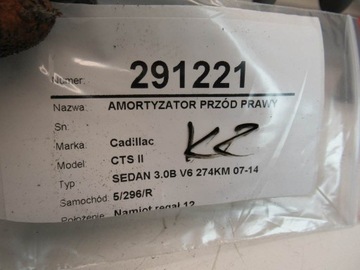 Numer: 291221
Nazwa: AMORTYZATOR PRZÓD PRAWY
Sn:
Marka: Cadillac
Model: CTS II
Typ SEDAN 3.0B V6 274KM 07-14
Samochód: 5/296/R
Położenie Namiot regał 12
K2